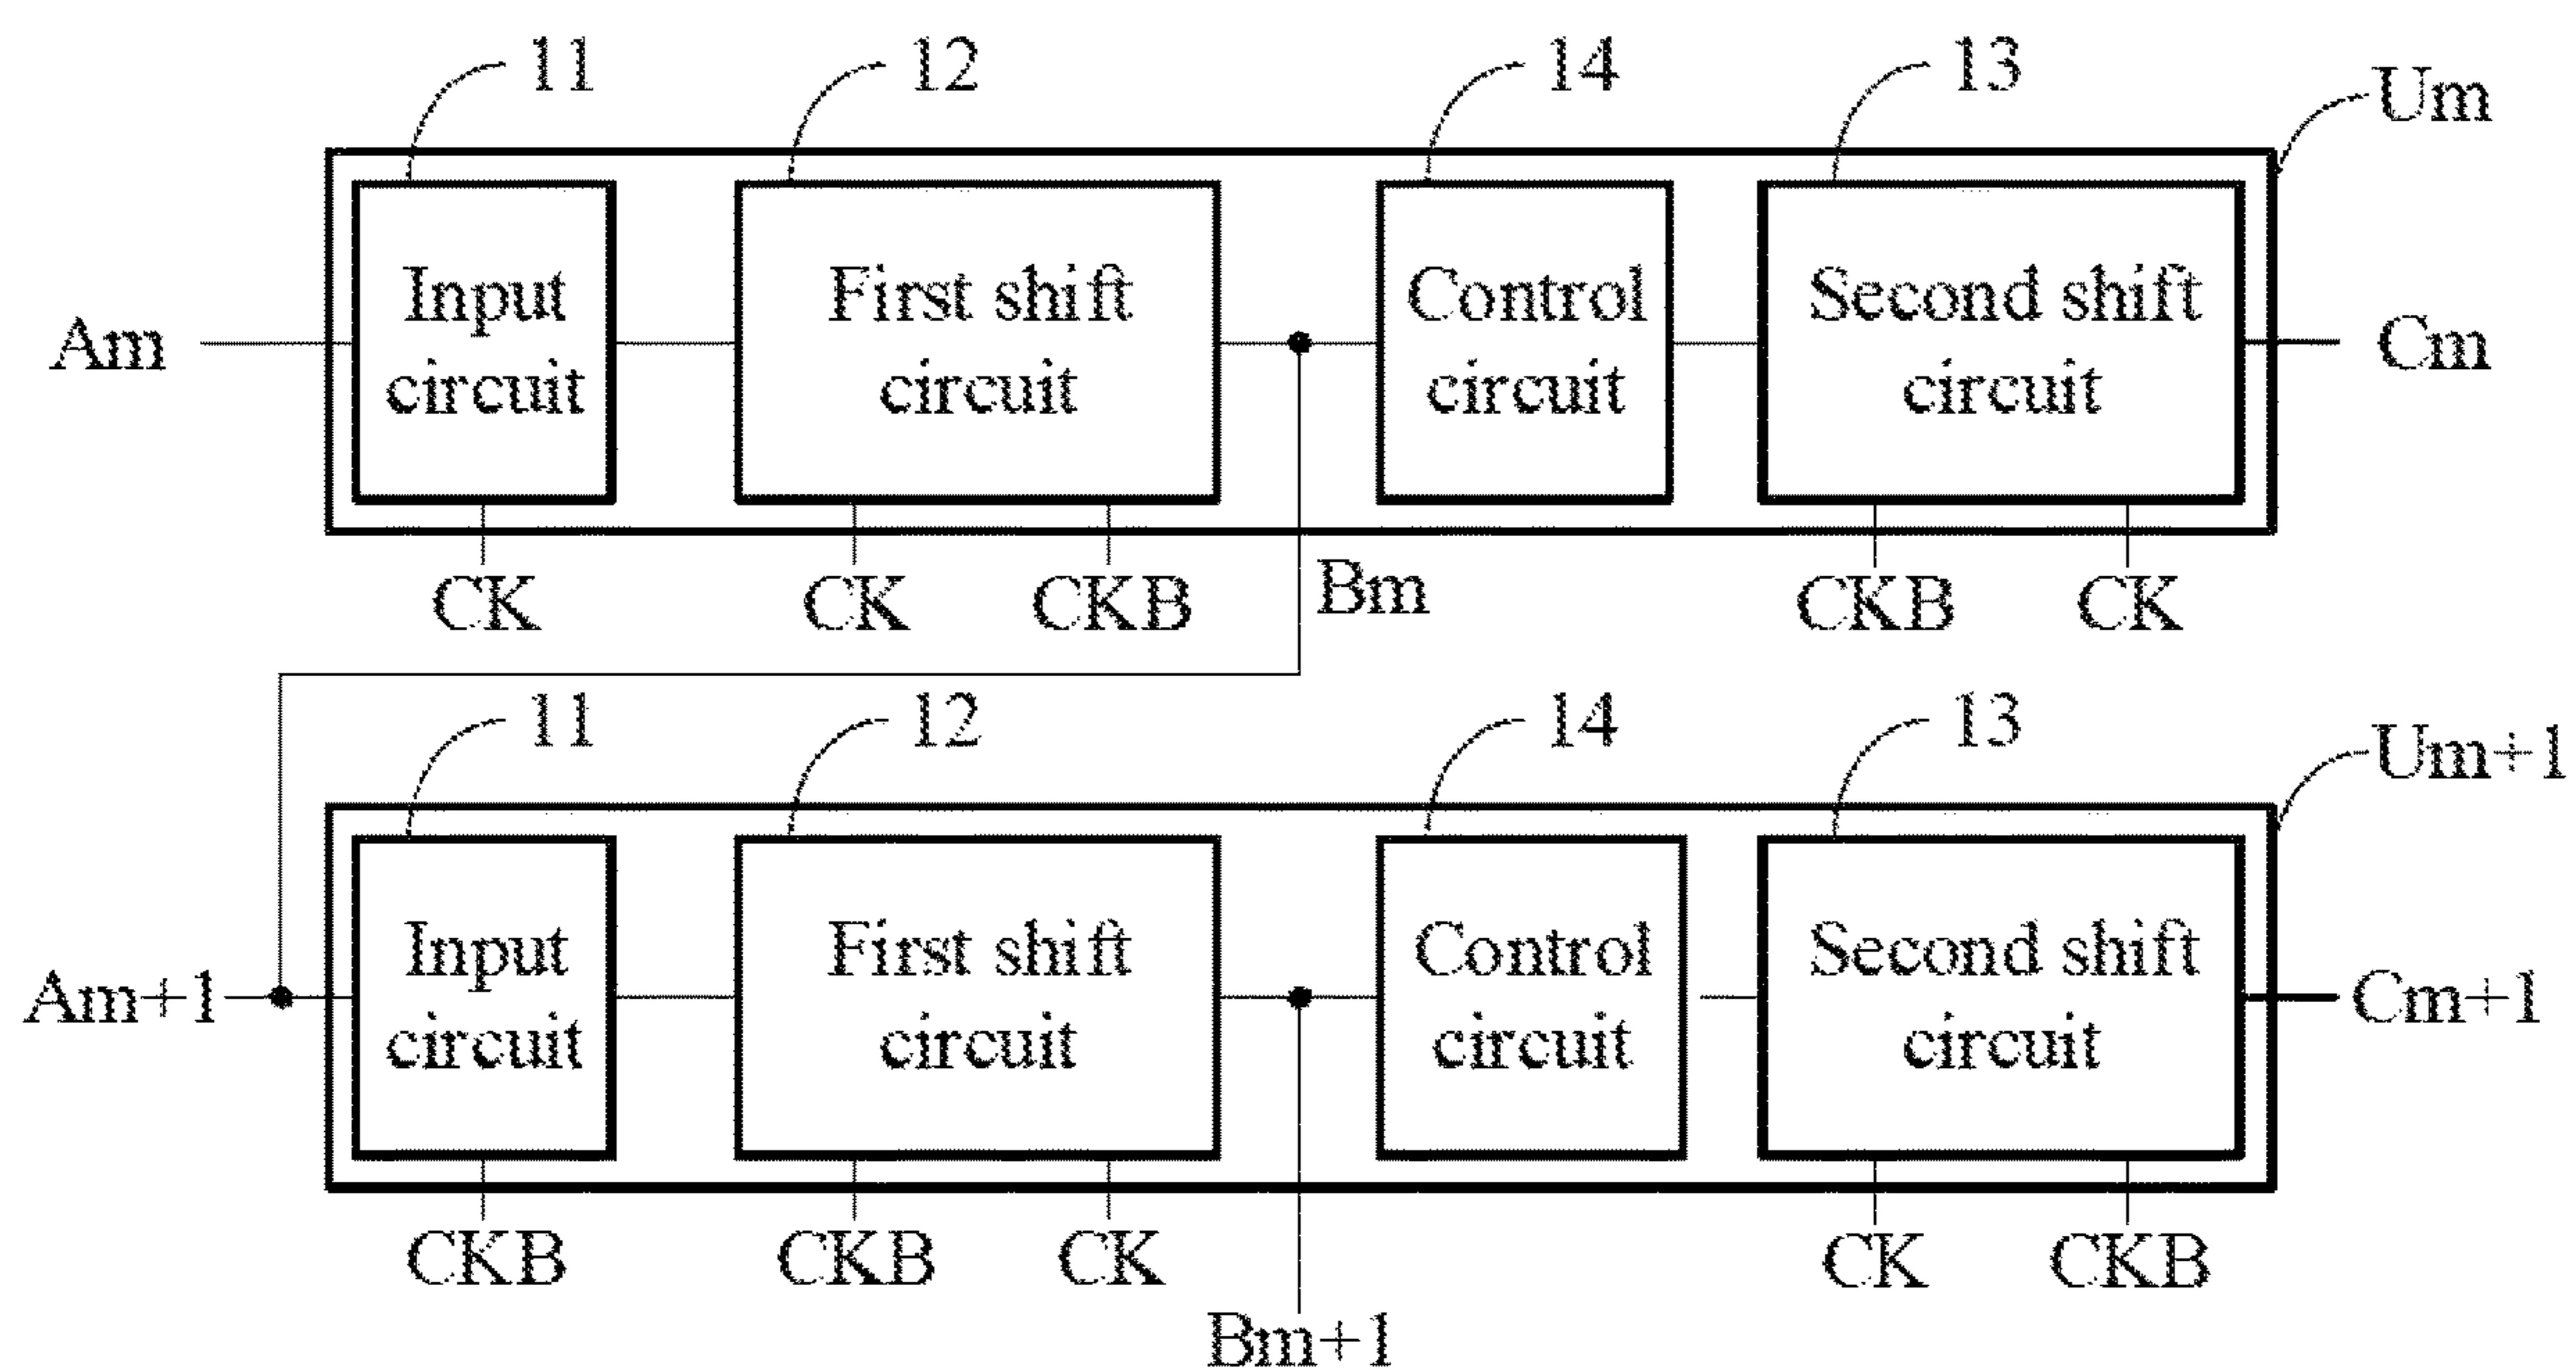 11 12 14 13
Um
Am
Input
circuit
First shift
circuit
Control
circuit
Second shift
circuit
Cm
CK CK CKB Bm CKB CK
11 12 14 13
Um+1
Am+1
Input
circuit
First shift
circuit
Control
circuit
Second shift
circuit
Cm+1
CKB CKB CK CK CKB
Bm+1